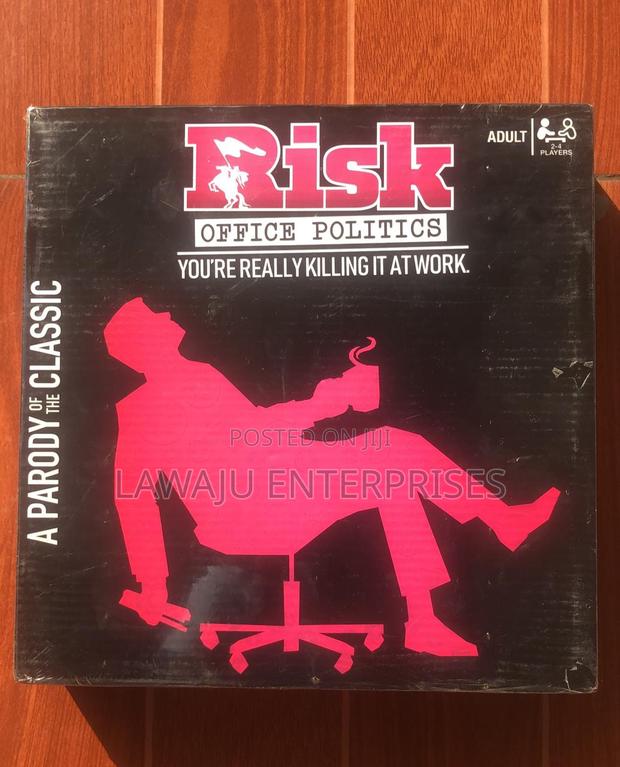 Risk
OFFICE POLITICS
YOU'RE REALLY KILLING IT AT WORK.
ADULT
2-4
PLAYERS
A PARODY OF THE CLASSIC
POSTED ON JIJI
LAWAJU ENTERPRISES